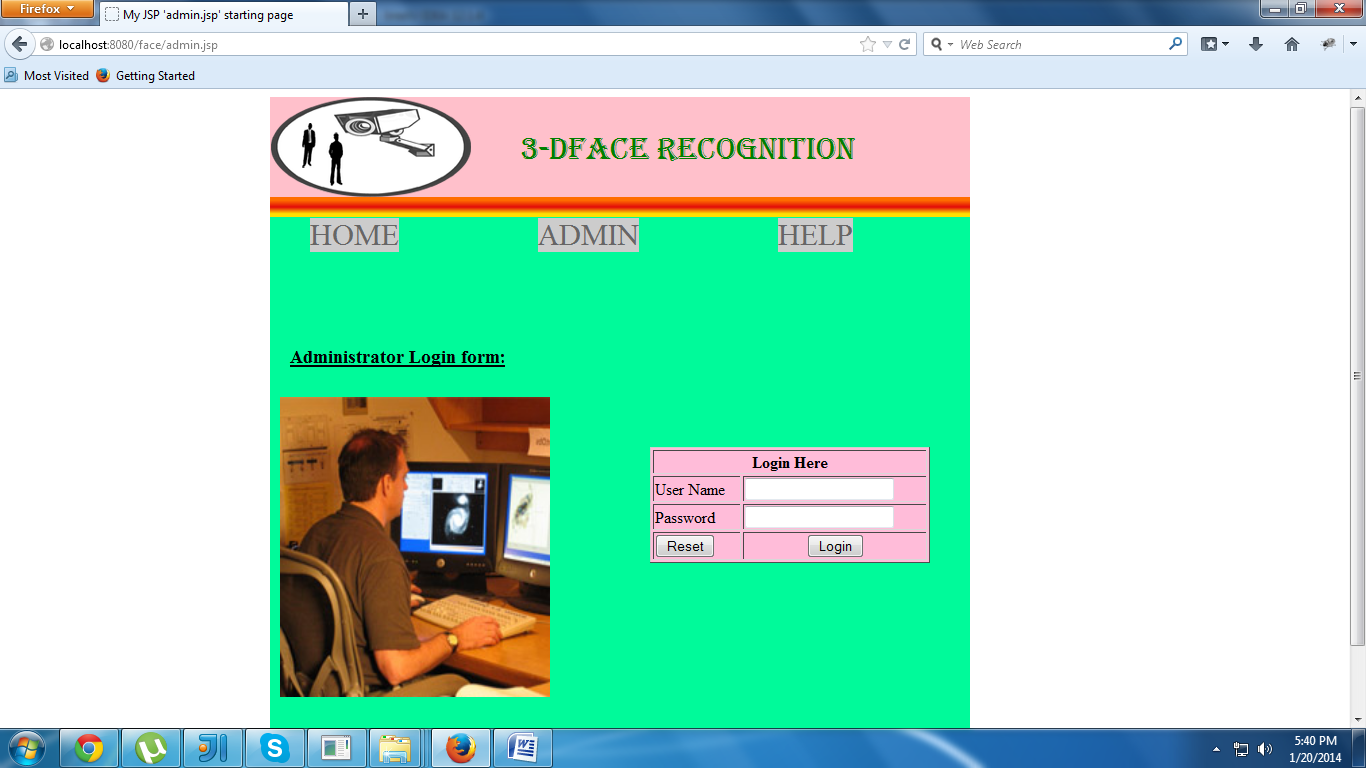 Firefox
My JSP 'admin.jsp' starting page
localhost:8080/face/admin.jsp
Web Search
Most Visited Getting Started
3-DFACE RECOGNITION
HOME ADMIN HELP
Administrator Login form:
Login Here
User Name
Password
Reset Login
5:40 PM
1/20/2014